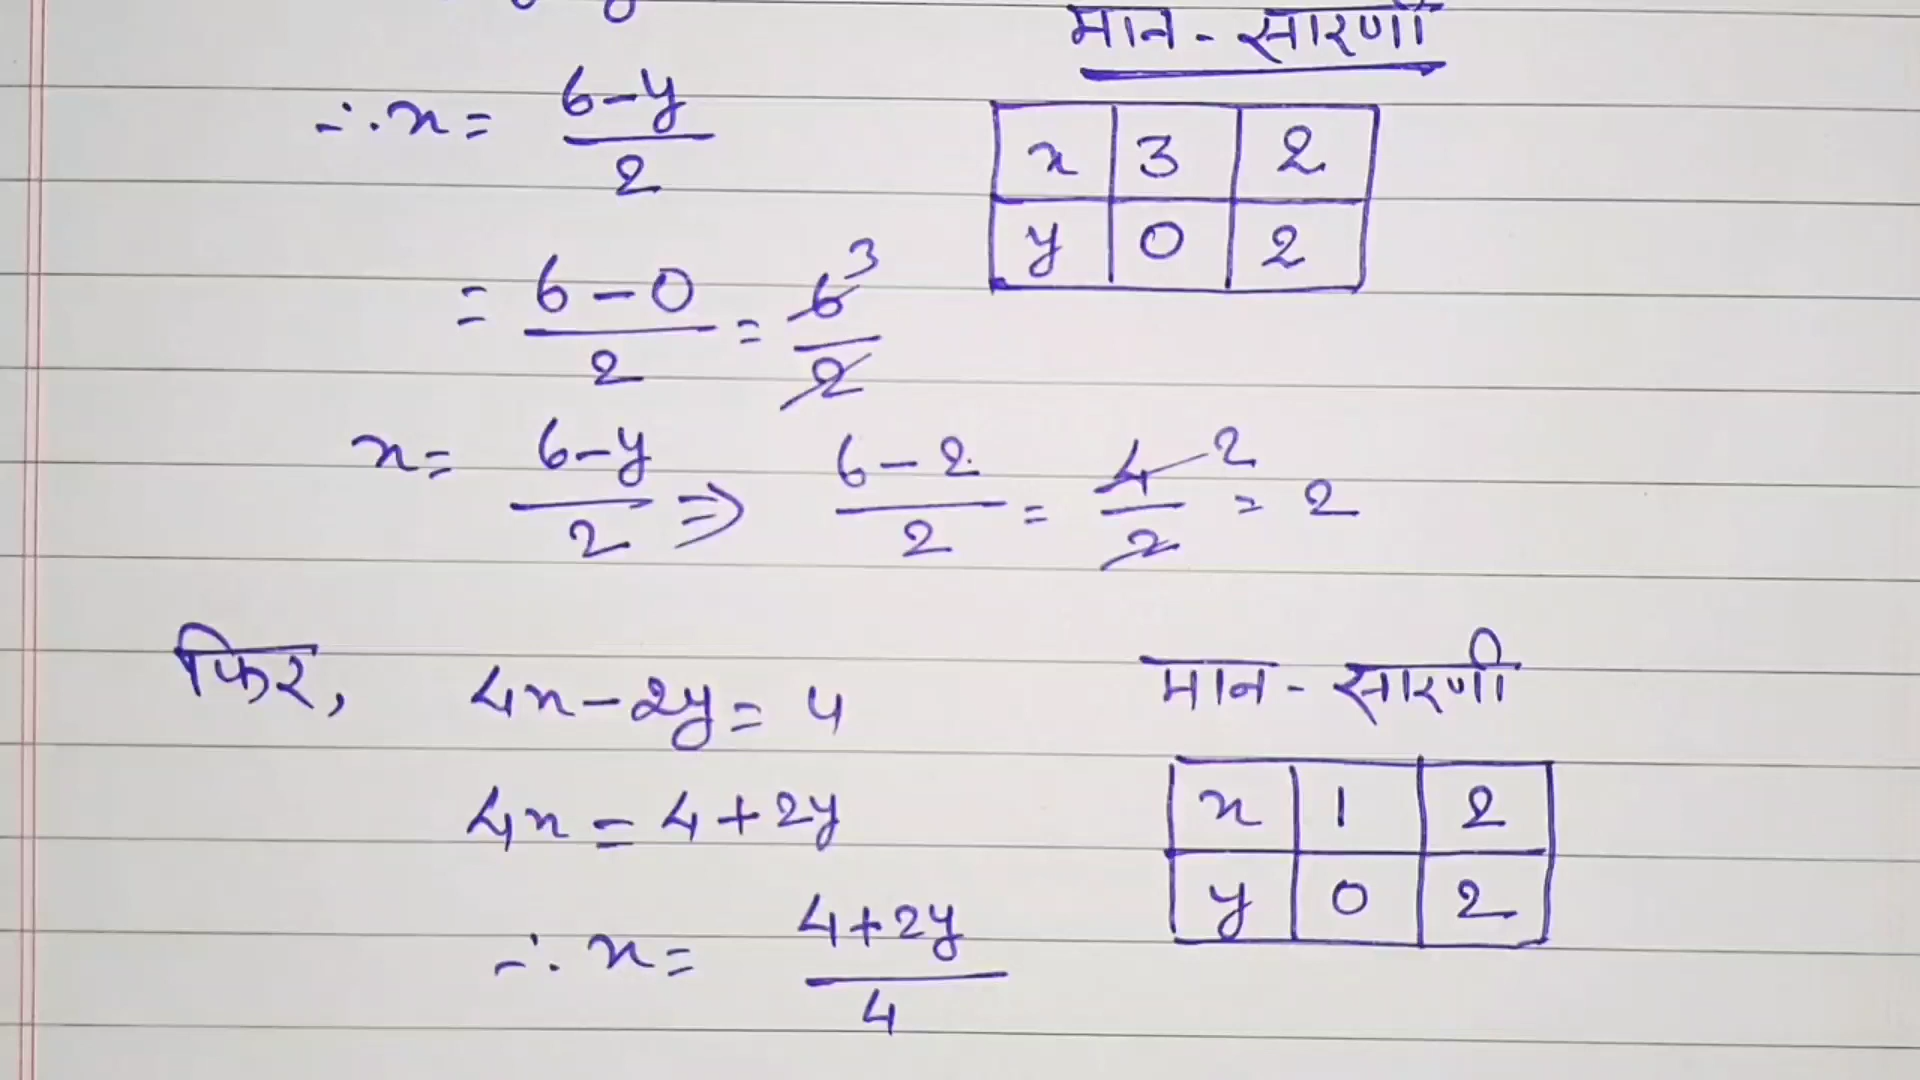 मान - सारणी
∴ x = 6-y / 2
x | 3 | 2
y | 0 | 2
= 6-0 / 2 = 6 3 / 2
x = 6-y / 2 ⇒ 6-2 / 2 = 4 2 / 2 = 2
फिर, 4x - 2y = 4
मान - सारणी
4x = 4 + 2y
x | 1 | 2
y | 0 | 2
∴ x = 4+2y / 4